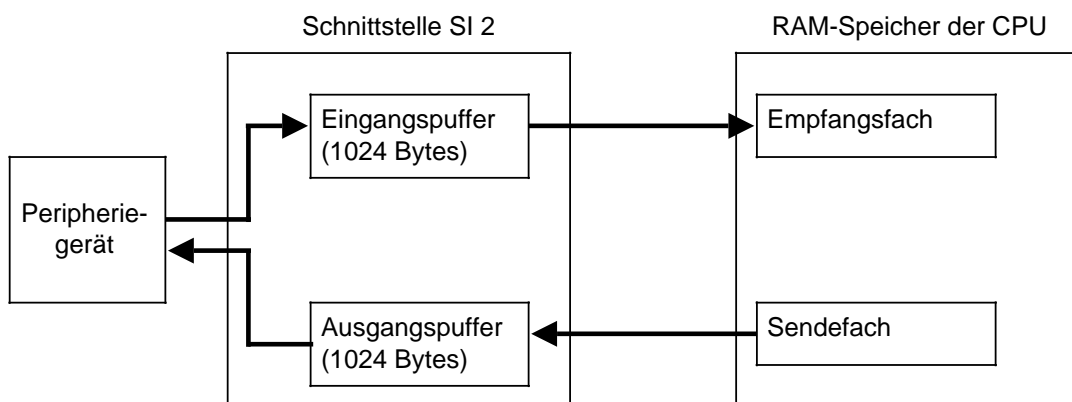 Schnittstelle SI 2
RAM-Speicher der CPU
Eingangspuffer
(1024 Bytes)
Empfangsfach
Peripherie-
gerät
Ausgangspuffer
(1024 Bytes)
Sendefach